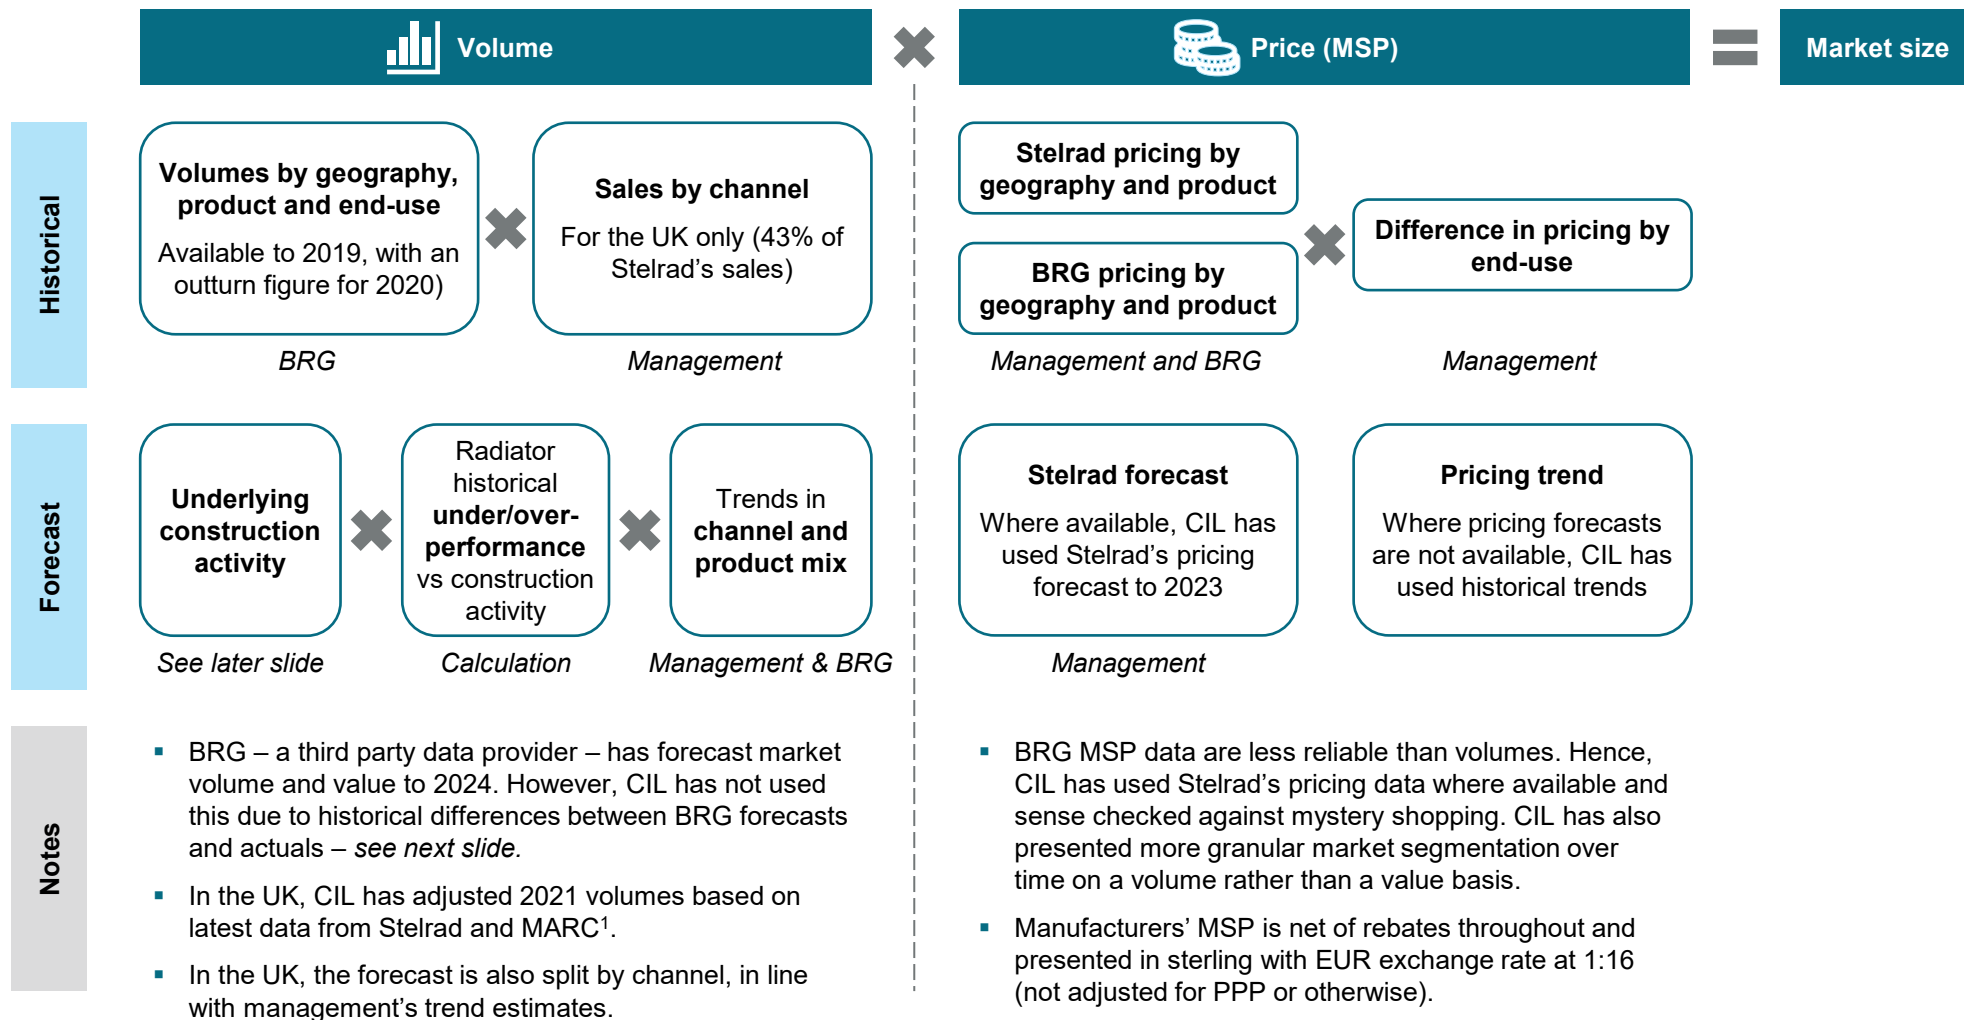 Volume
Price (MSP)
Market size
Historical
Volumes by geography,
product and end-use
Available to 2019, with an
outturn figure for 2020)
BRG
Sales by channel
For the UK only (43% of
Stelrad’s sales)
Management
Stelrad pricing by
geography and product
BRG pricing by
geography and product
Management and BRG
Difference in pricing by
end-use
Management
Forecast
Underlying
construction
activity
See later slide
Radiator
historical
under/over-
performance
vs construction
activity
Calculation
Trends in
channel and
product mix
Management & BRG
Stelrad forecast
Where available, CIL has
used Stelrad’s pricing
forecast to 2023
Management
Pricing trend
Where pricing forecasts
are not available, CIL has
used historical trends
Notes
▪ BRG – a third party data provider – has forecast market
volume and value to 2024. However, CIL has not used
this due to historical differences between BRG forecasts
and actuals – see next slide.
▪ In the UK, CIL has adjusted 2021 volumes based on
latest data from Stelrad and MARC¹.
▪ In the UK, the forecast is also split by channel, in line
with management’s trend estimates.
▪ BRG MSP data are less reliable than volumes. Hence,
CIL has used Stelrad’s pricing data where available and
sense checked against mystery shopping. CIL has also
presented more granular market segmentation over
time on a volume rather than a value basis.
▪ Manufacturers’ MSP is net of rebates throughout and
presented in sterling with EUR exchange rate at 1:16
(not adjusted for PPP or otherwise).